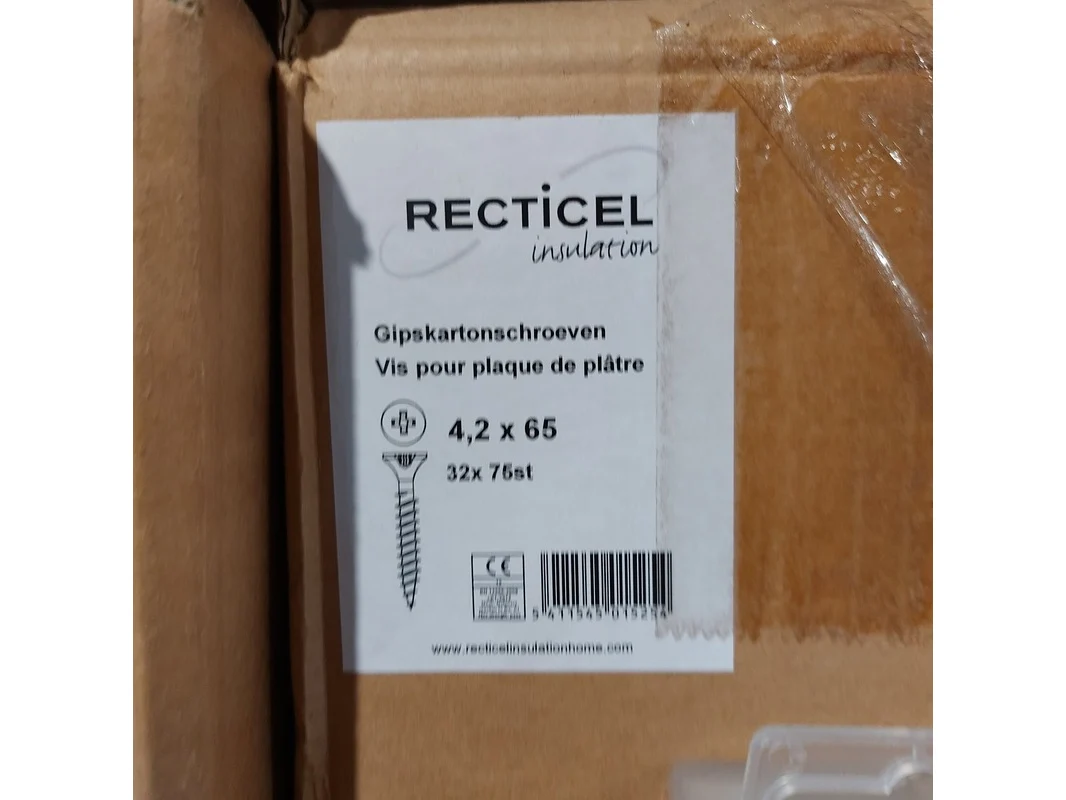 RECTICEL
insulation
Gipskartonschroeven
Vis pour plaque de plâtre
4,2 x 65
32x 75st
CE
5 411545 015254
www.recticelinsulationhome.com